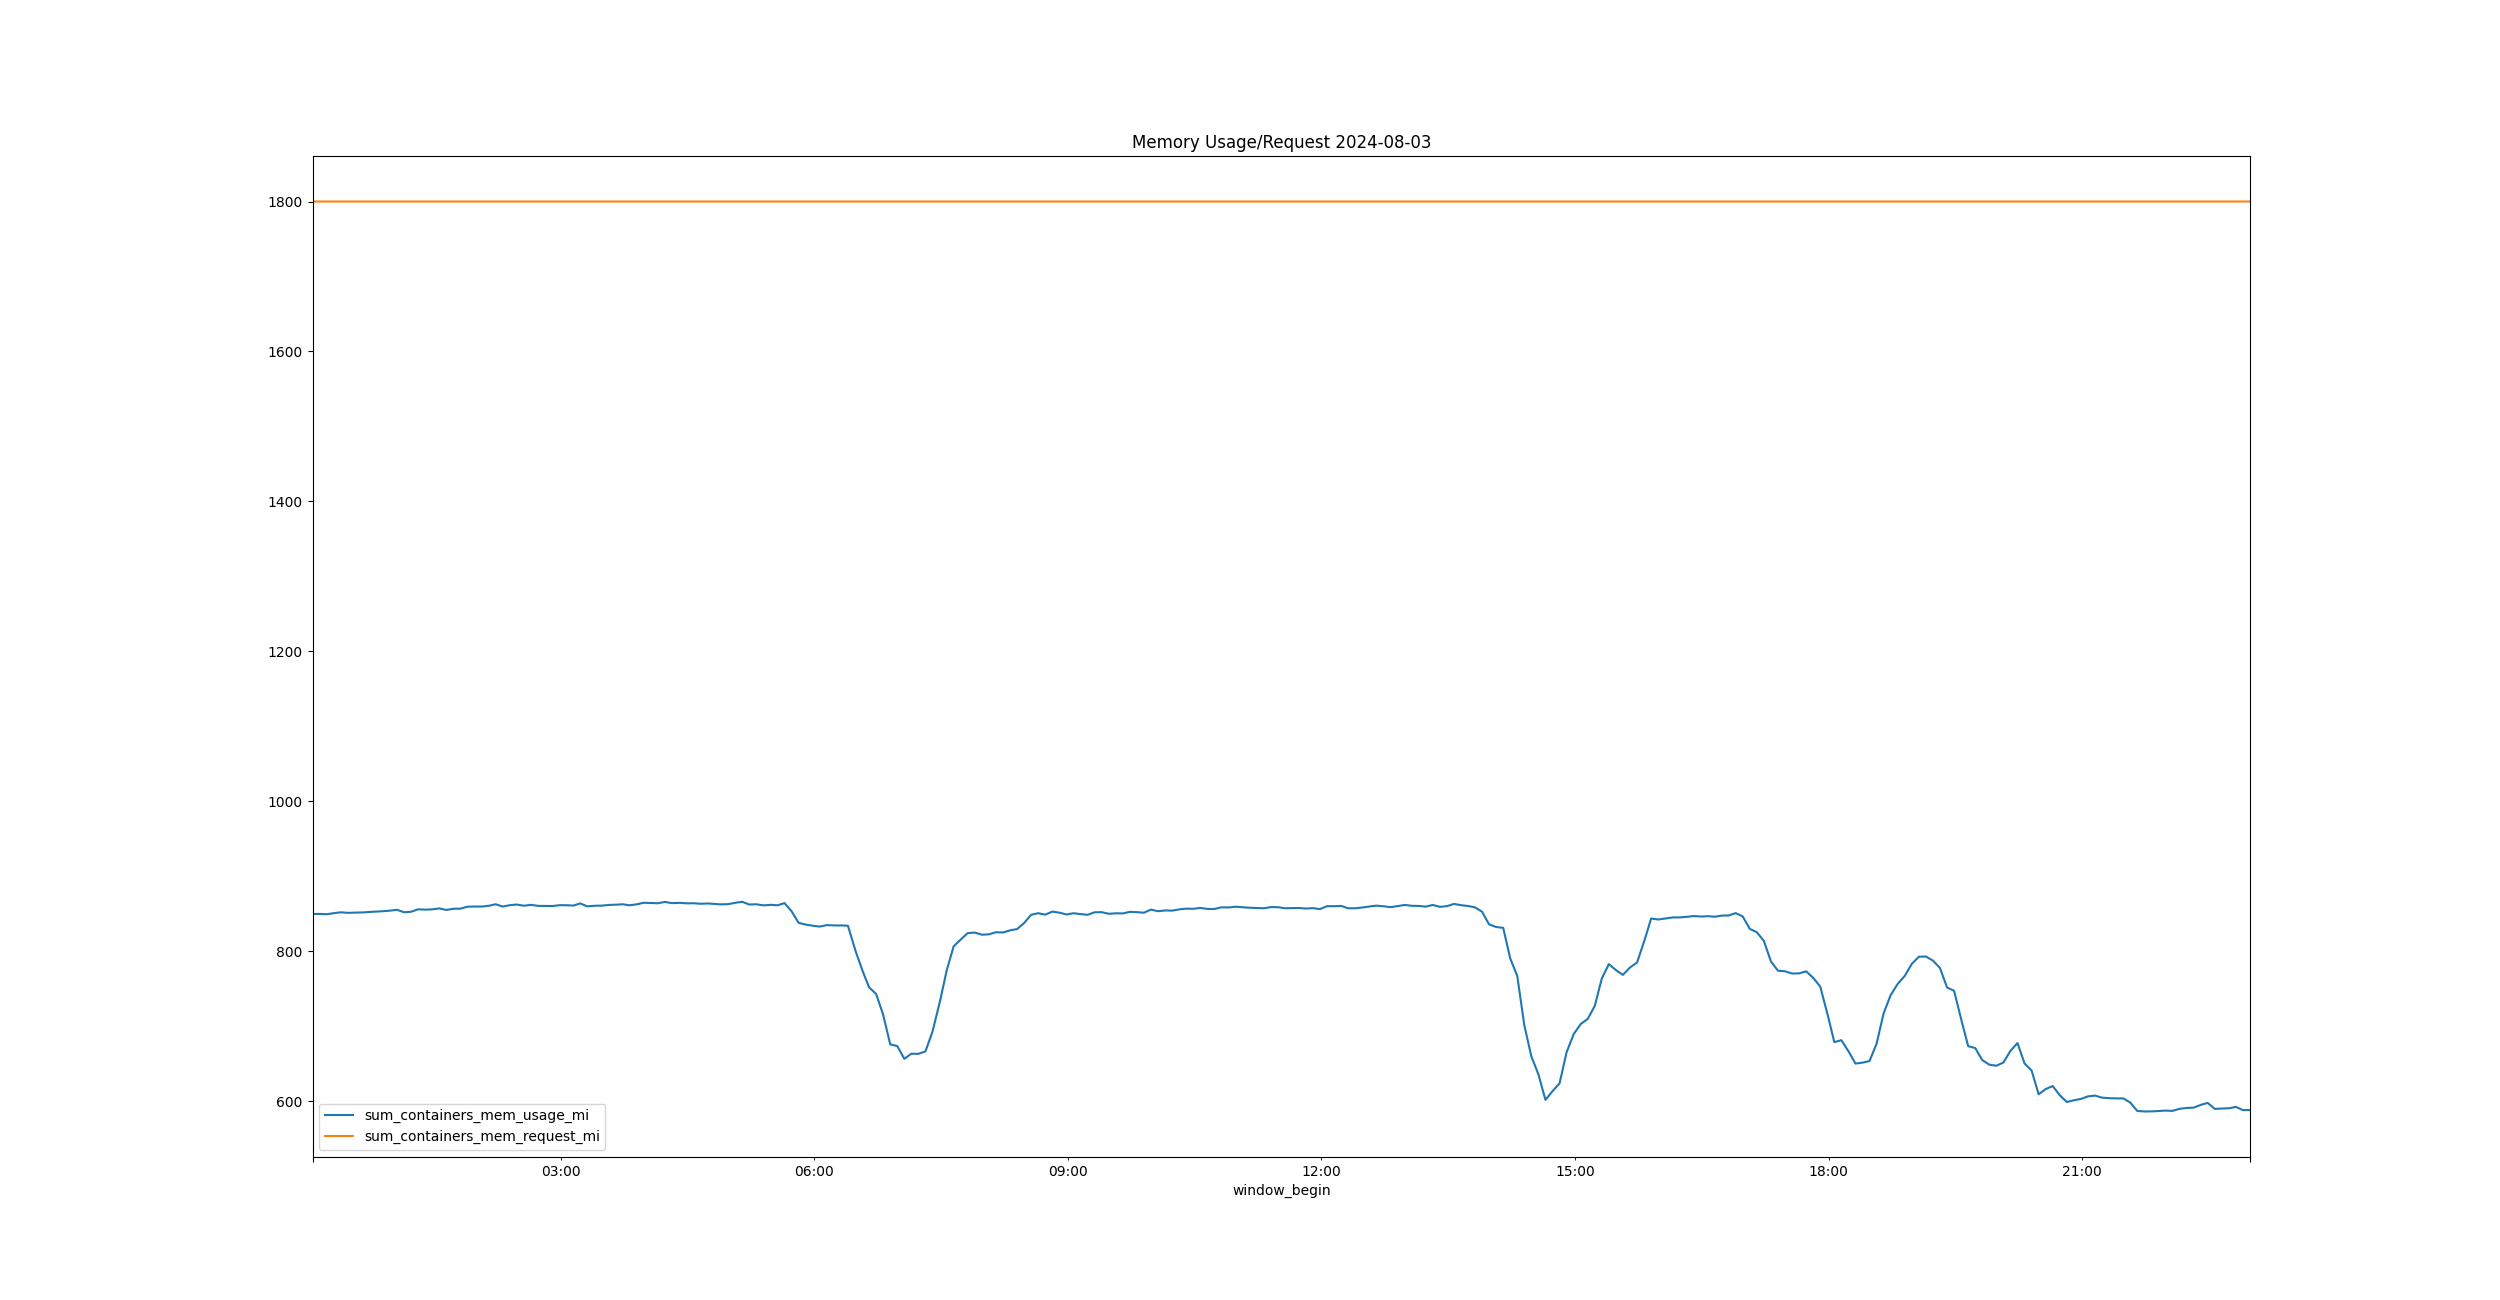 Memory Usage/Request 2024-08-03
1800
1600
1400
1200
1000
800
600
sum_containers_mem_usage_mi
sum_containers_mem_request_mi
03:00 06:00 09:00 12:00 15:00 18:00 21:00
window_begin